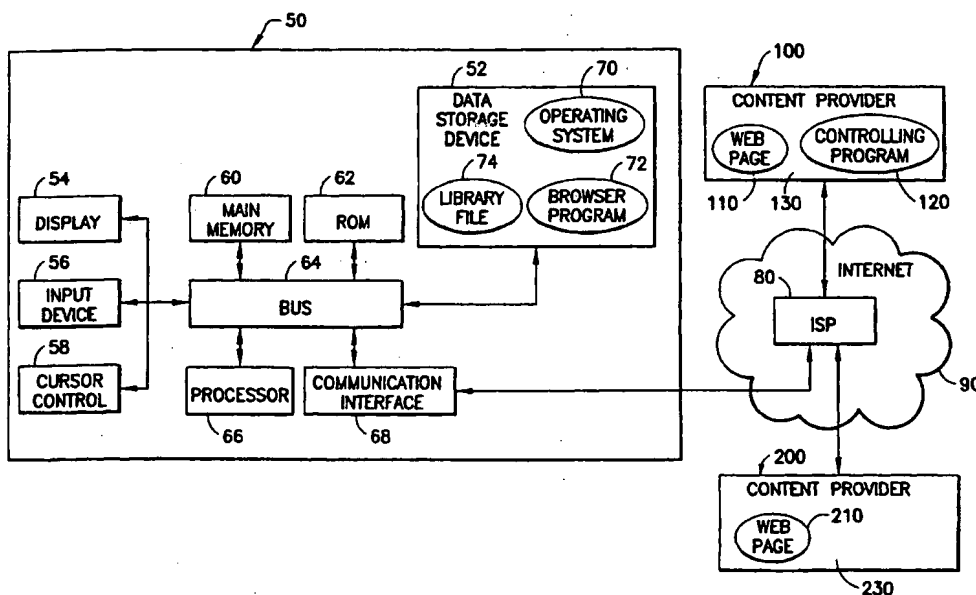 50
52
DATA
STORAGE
DEVICE
70
OPERATING
SYSTEM
74
LIBRARY
FILE
72
BROWSER
PROGRAM
54
DISPLAY
56
INPUT
DEVICE
58
CURSOR
CONTROL
60
MAIN
MEMORY
62
ROM
64
BUS
PROCESSOR
66
COMMUNICATION
INTERFACE
68
100
CONTENT PROVIDER
WEB
PAGE
CONTROLLING
PROGRAM
110
130
120
INTERNET
80
ISP
90
200
CONTENT PROVIDER
WEB
PAGE
210
230